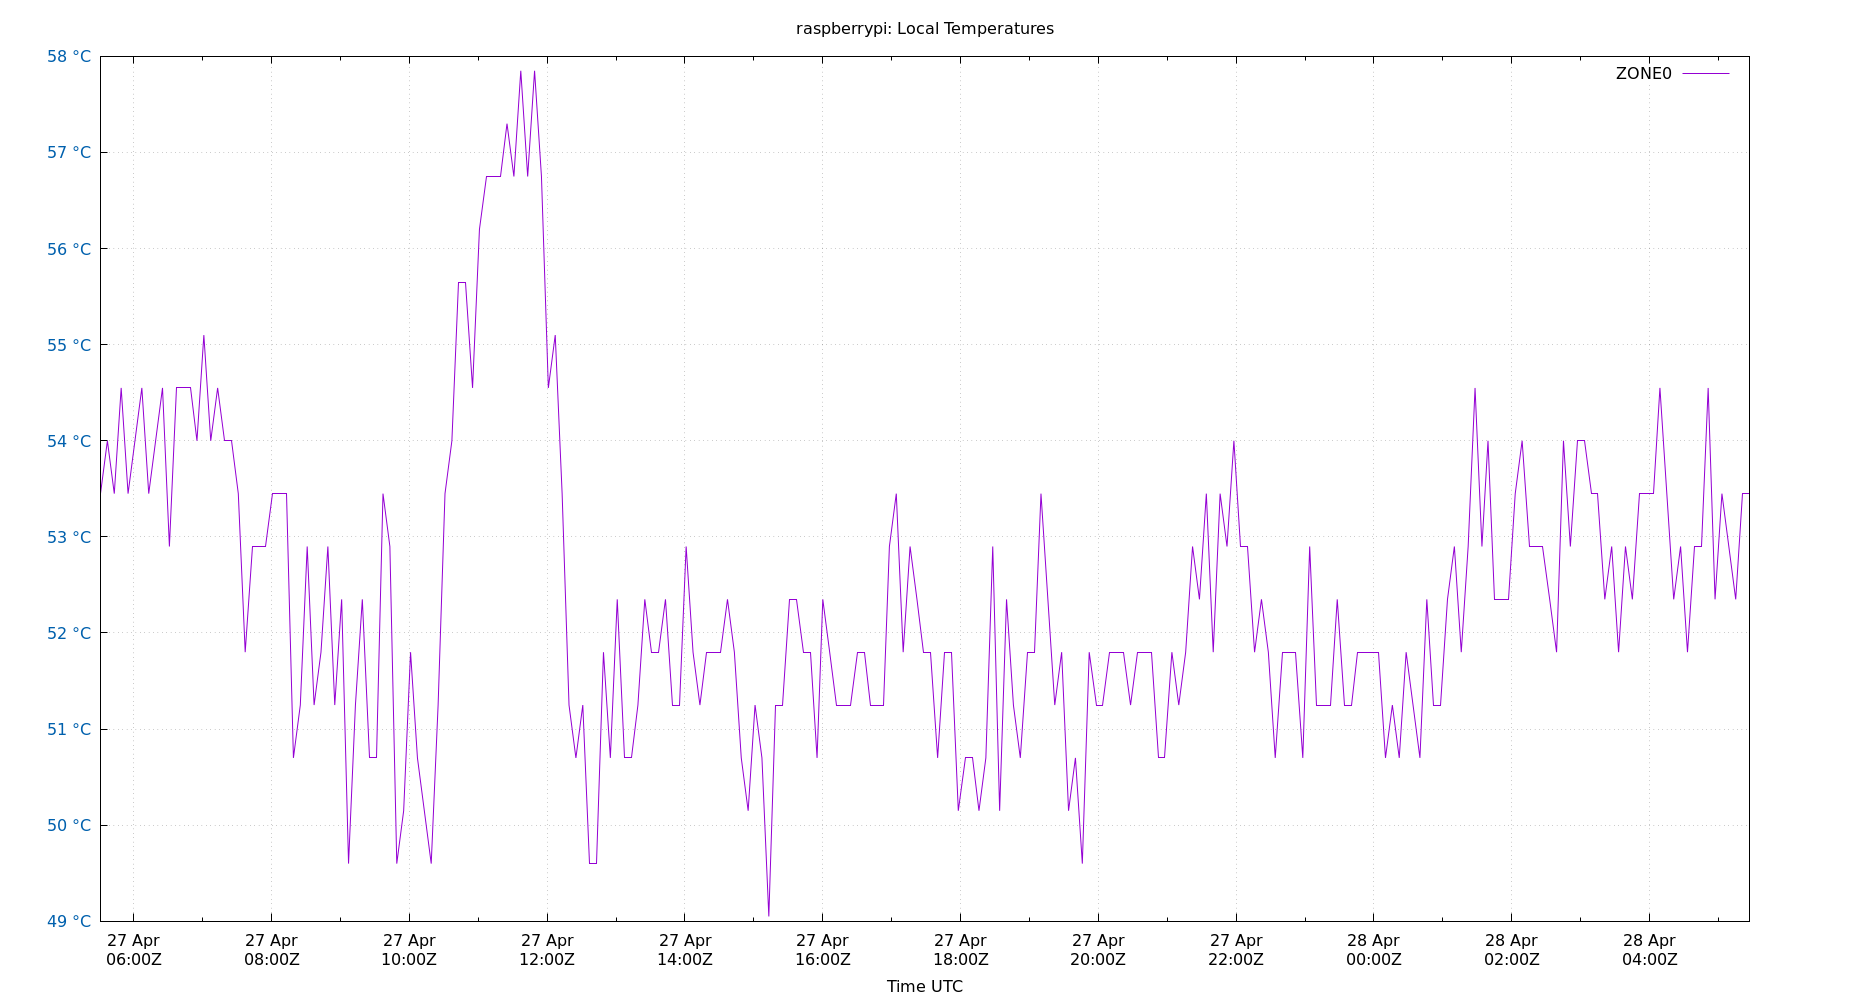 raspberrypi: Local Temperatures
58 °C
ZONE0
57 °C
56 °C
55 °C
54 °C
53 °C
52 °C
51 °C
50 °C
49 °C
27 Apr 27 Apr 27 Apr 27 Apr 27 Apr 27 Apr 27 Apr 27 Apr 27 Apr 28 Apr 28 Apr 28 Apr
06:00Z 08:00Z 10:00Z 12:00Z 14:00Z 16:00Z 18:00Z 20:00Z 22:00Z 00:00Z 02:00Z 04:00Z
Time UTC